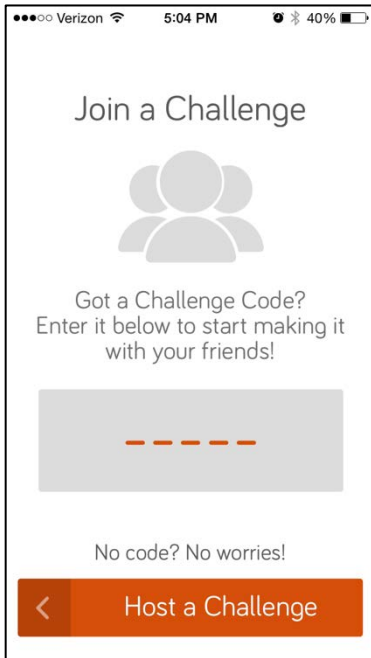 Verizon 5:04 PM 40%
Join a Challenge
Got a Challenge Code?
Enter it below to start making it
with your friends!
No code? No worries!
Host a Challenge